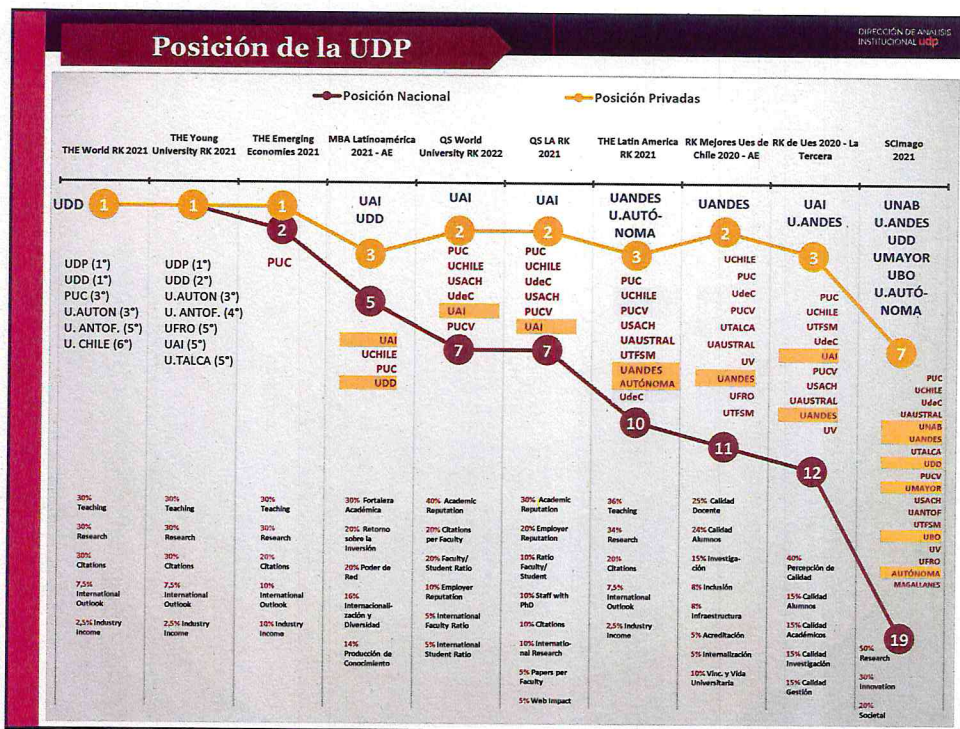 Posición de la UDP
DIRECCIÓN DE ANÁLISIS
INSTITUCIONAL udp
Posición Nacional
Posición Privadas
THE World RK 2021
THE Young
University RK 2021
THE Emerging
Economies 2021
MBA Latinoamérica
2021 - AE
QS World
University RK 2022
QS LA RK
2021
THE Latin America
RK 2021
RK Mejores Ues de
Chile 2020 - AE
RK de Ues 2020 - La
Tercera
SCImago
2021
UDD
1
UDP (1°)
UDD (1°)
PUC (3°)
U.AUTON (3°)
U. ANTOF. (5°)
U. CHILE (6°)
30%
Teaching
30%
Research
30%
Citations
7,5%
International
Outlook
2,5% Industry
Income
1
UDP (1°)
UDD (2°)
U.AUTON (3°)
U. ANTOF. (4°)
UFRO (5°)
UAI (5°)
U.TALCA (5°)
30%
Teaching
30%
Research
30%
Citations
7,5%
International
Outlook
2,5% Industry
Income
1
2
PUC
30%
Teaching
30%
Research
20%
Citations
10%
International
Outlook
10% Industry
Income
UAI
UDD
3
5
UAI
UCHILE
PUC
UDD
30% Fortaleza
Académica
20% Retorno
sobre la
Inversión
20% Poder de
Red
16%
Internacionali-
zación y
Diversidad
14%
Producción de
Conocimiento
UAI
2
PUC
UCHILE
USACH
UdeC
UAI
PUCV
7
40% Academic
Reputation
20% Citations
per Faculty
20% Faculty/
Student Ratio
10% Employer
Reputation
5% International
Faculty Ratio
5% International
Student Ratio
UAI
2
PUC
UCHILE
UdeC
USACH
PUCV
UAI
7
30% Academic
Reputation
20% Employer
Reputation
10% Ratio
Faculty/
Student
10% Staff with
PhD
10% Citations
10% Internatio-
nal Research
5% Papers per
Faculty
5% Web Impact
UANDES
U.AUTÓ-
NOMA
3
PUC
UCHILE
PUCV
USACH
UAUSTRAL
UTFSM
UANDES
AUTÓNOMA
UdeC
10
36%
Teaching
34%
Research
20%
Citations
7,5%
International
Outlook
2,5% Industry
Income
UANDES
2
UCHILE
PUC
UdeC
PUCV
UTALCA
UAUSTRAL
UV
UANDES
UFRO
UTFSM
11
25% Calidad
Docente
24% Calidad
Alumnos
15% Investiga-
ción
8% Inclusión
8%
Infraestructura
5% Acreditación
5% Internalización
10% Vinc. y Vida
Universitaria
UAI
U.ANDES
3
PUC
UCHILE
UTFSM
UdeC
UAI
PUCV
USACH
UAUSTRAL
UANDES
UV
12
40%
Percepción de
Calidad
15% Calidad
Alumnos
15% Calidad
Académicos
15% Calidad
Investigación
15% Calidad
Gestión
UNAB
U.ANDES
UDD
UMAYOR
UBO
U.AUTÓ-
NOMA
7
PUC
UCHILE
UdeC
UAUSTRAL
UNAB
UANDES
UTALCA
UDD
PUCV
UMAYOR
USACH
UANTOF
UTFSM
UBO
UV
UFRO
AUTÓNOMA
MAGALLANES
19
50%
Research
30%
Innovation
20%
Societal